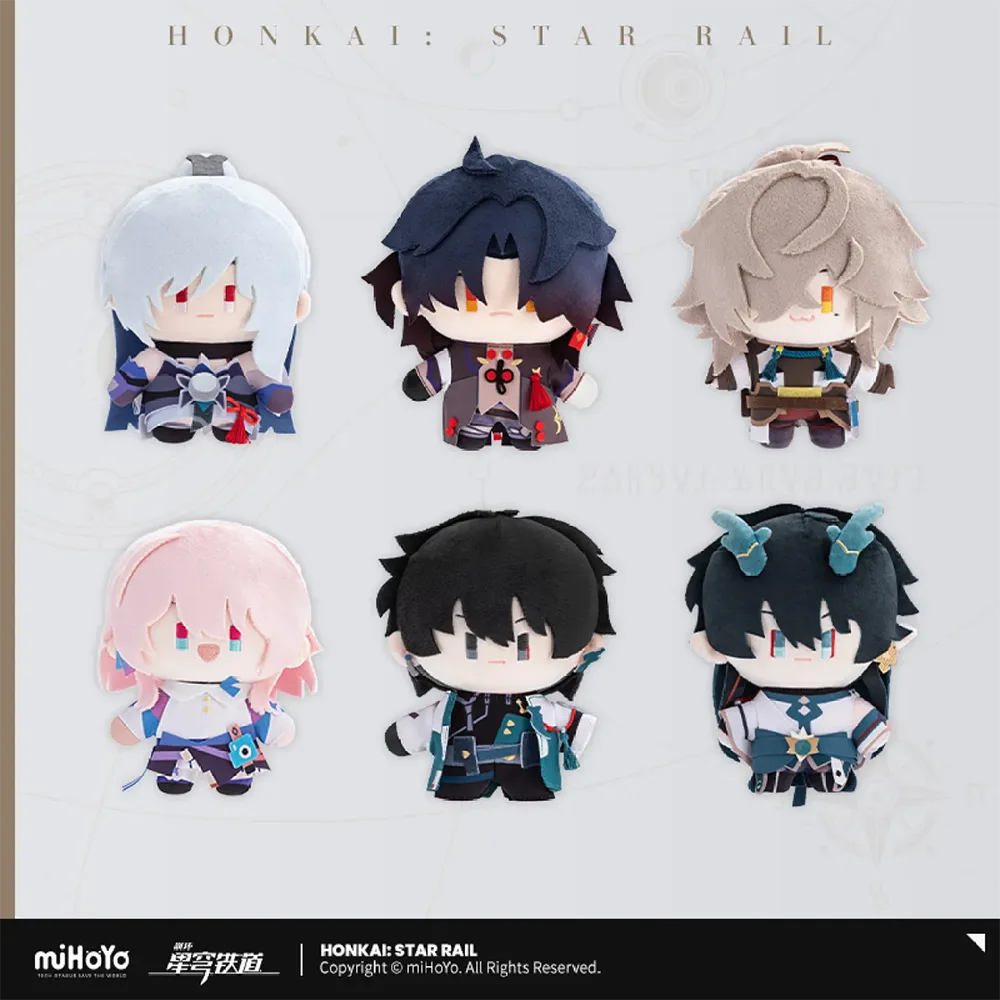 HONKAI: STAR RAIL
miHoYo
TECH OTAKUS SAVE THE WORLD
崩坏
星穹铁道
HONKAI: STAR RAIL
Copyright © miHoYo. All Rights Reserved.